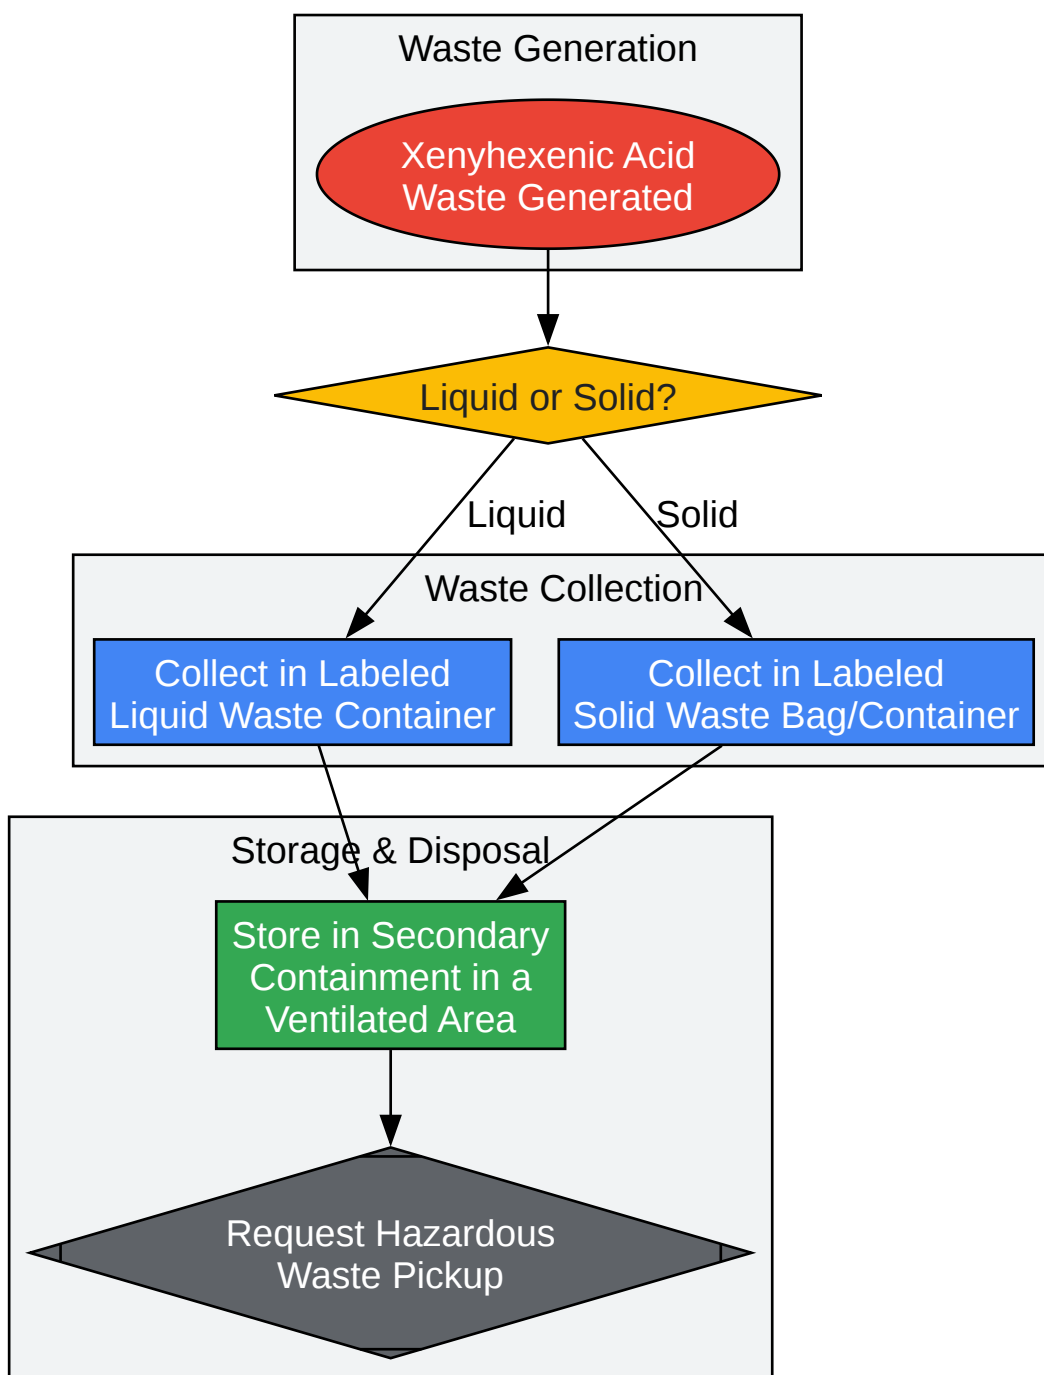 Waste Generation
Xenyhexenic Acid
Waste Generated
Liquid or Solid?
Liquid
Solid
Waste Collection
Collect in Labeled
Liquid Waste Container
Collect in Labeled
Solid Waste Bag/Container
Storage & Disposal
Store in Secondary
Containment in a
Ventilated Area
Request Hazardous
Waste Pickup